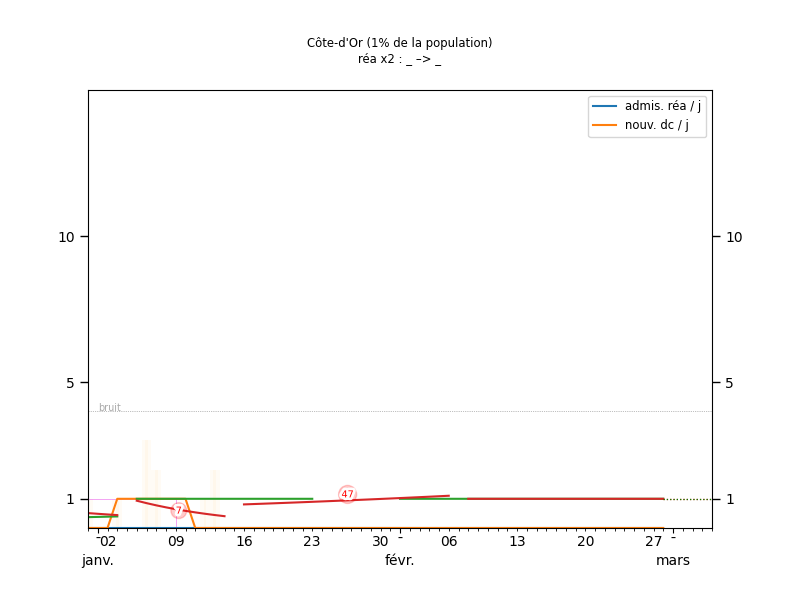 Côte-d'Or (1% de la population)
réa x2 : _ –> _
admis. réa / j
nouv. dc / j
10 10
5 5
bruit
47
1 1
7
02 09 16 23 30 06 13 20 27
janv. févr. mars